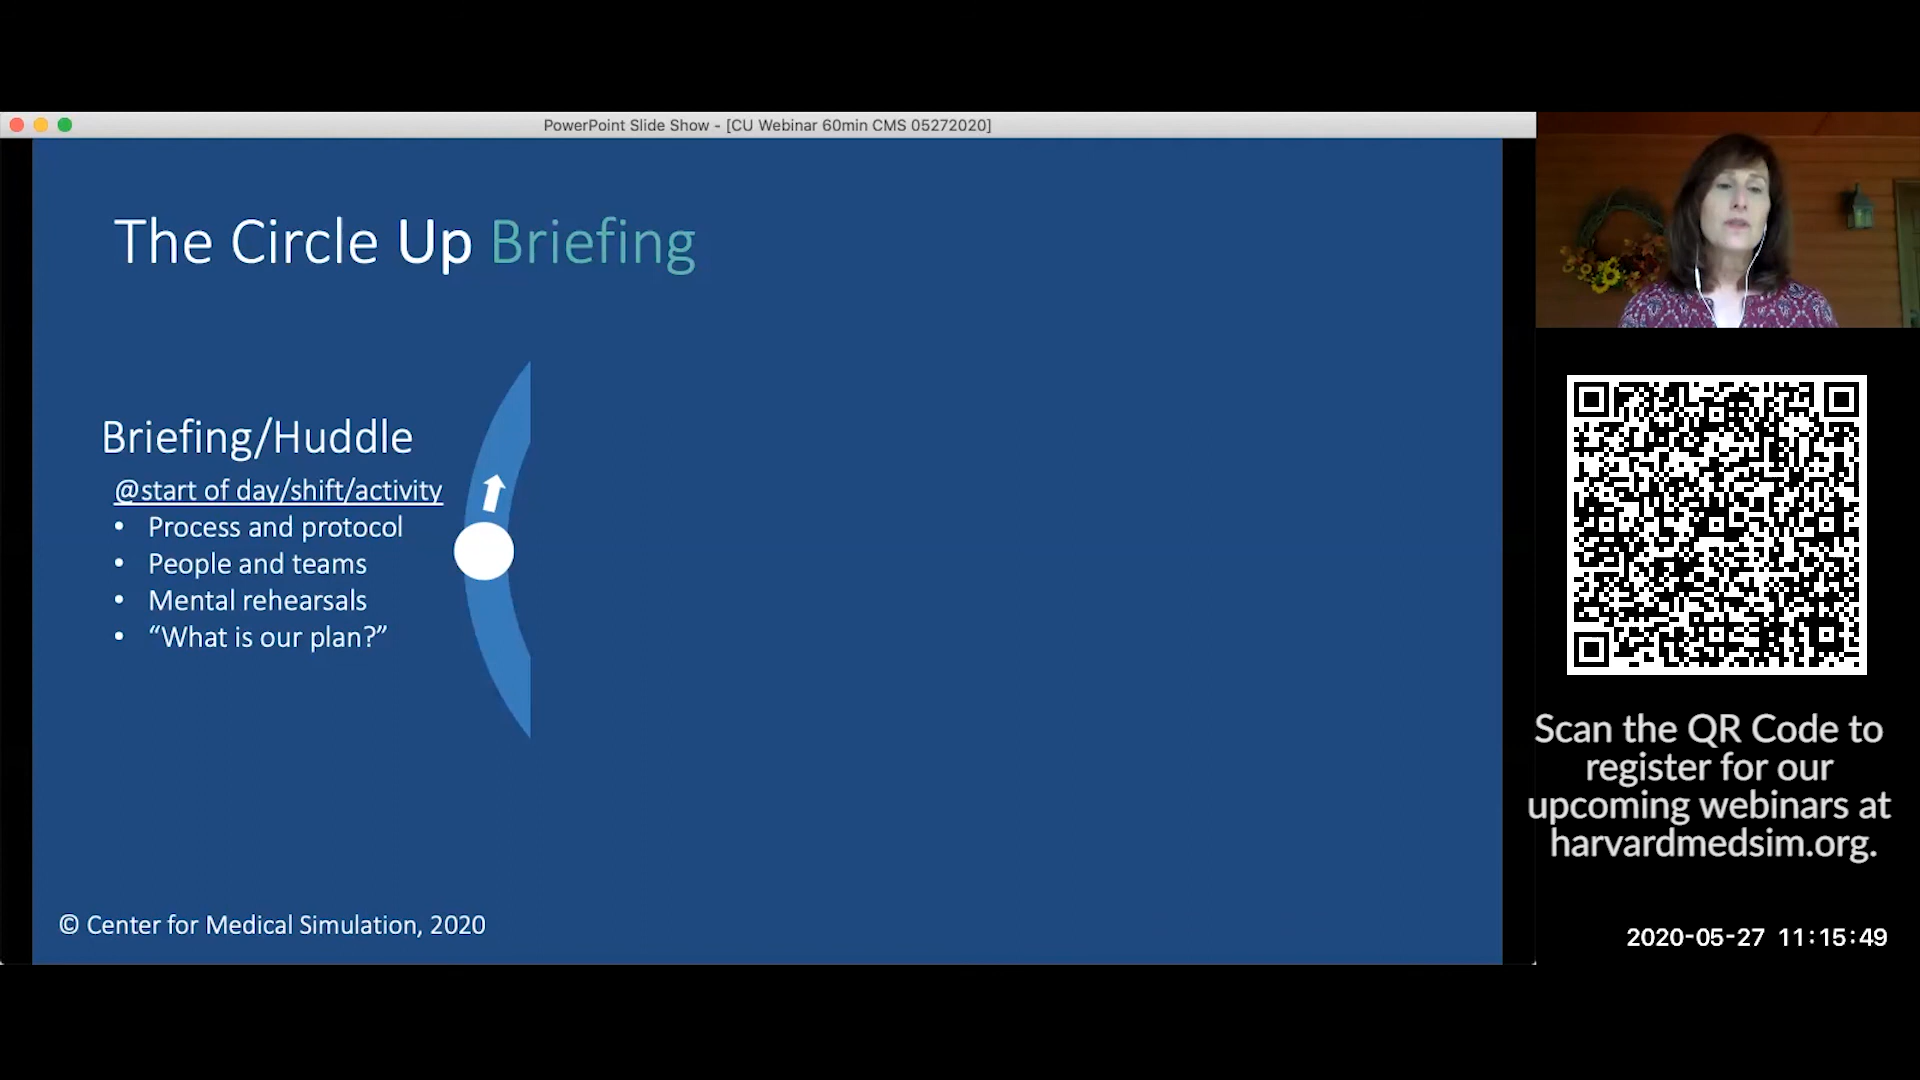 PowerPoint Slide Show - [CU Webinar 60min CMS 05272020]
The Circle Up Briefing
Briefing/Huddle
@start of day/shift/activity
• Process and protocol
• People and teams
• Mental rehearsals
• “What is our plan?”
© Center for Medical Simulation, 2020
Scan the QR Code to
register for our
upcoming webinars at
harvardmedsim.org.
2020-05-27 11:15:49